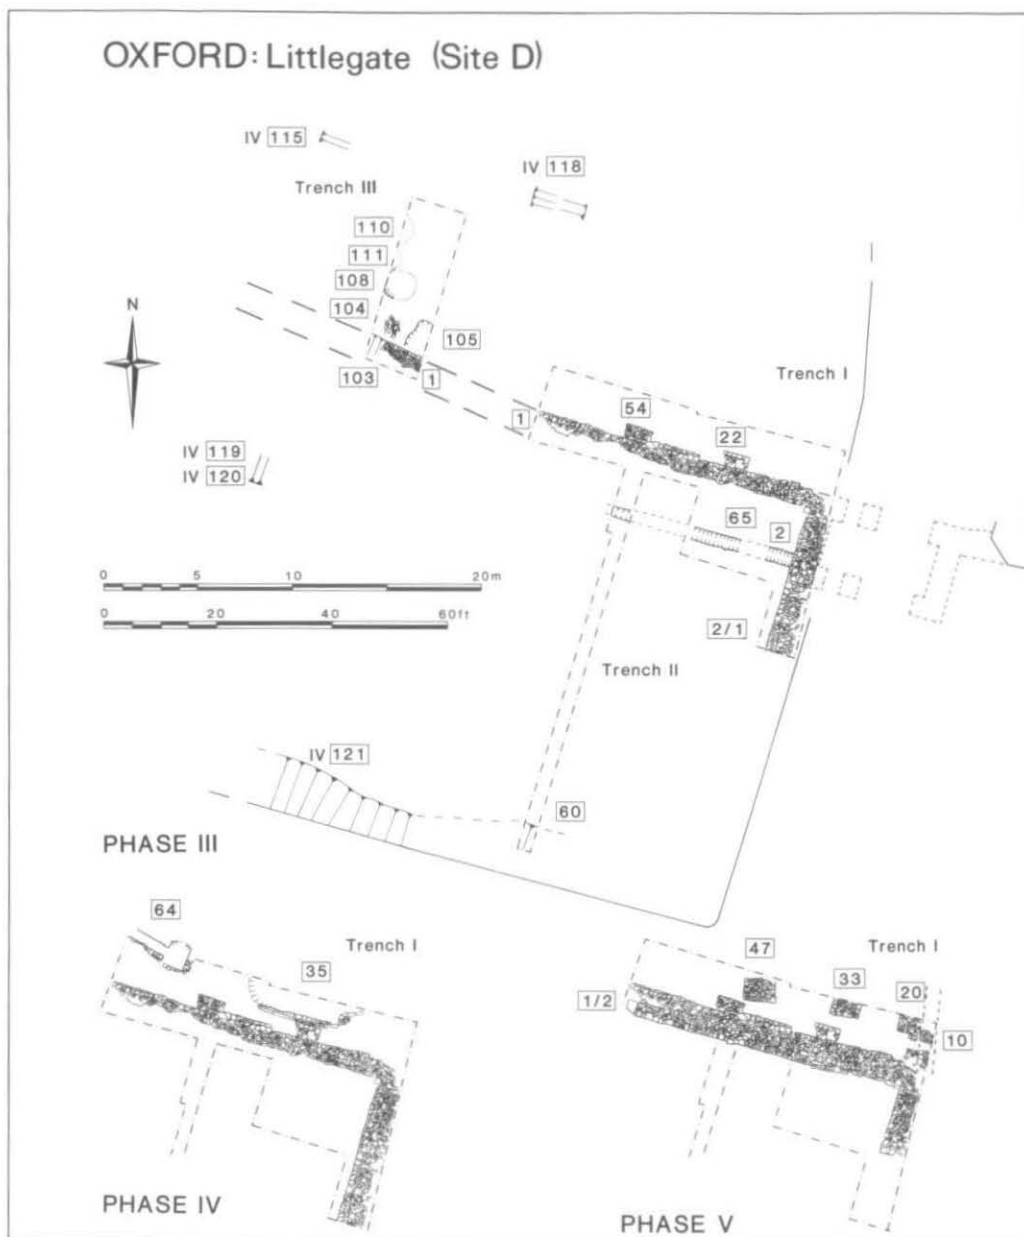 OXFORD: Littlegate (Site D)
IV 115
IV 118
Trench III
110
111
108
104
N
105
103
1
Trench I
54
1
22
IV 119
IV 120
65
2
0 5 10 20m
0 20 40 60ft
2/1
Trench II
IV 121
60
PHASE III
64
Trench I
35
PHASE IV
47
Trench I
33
1/2
20
10
PHASE V